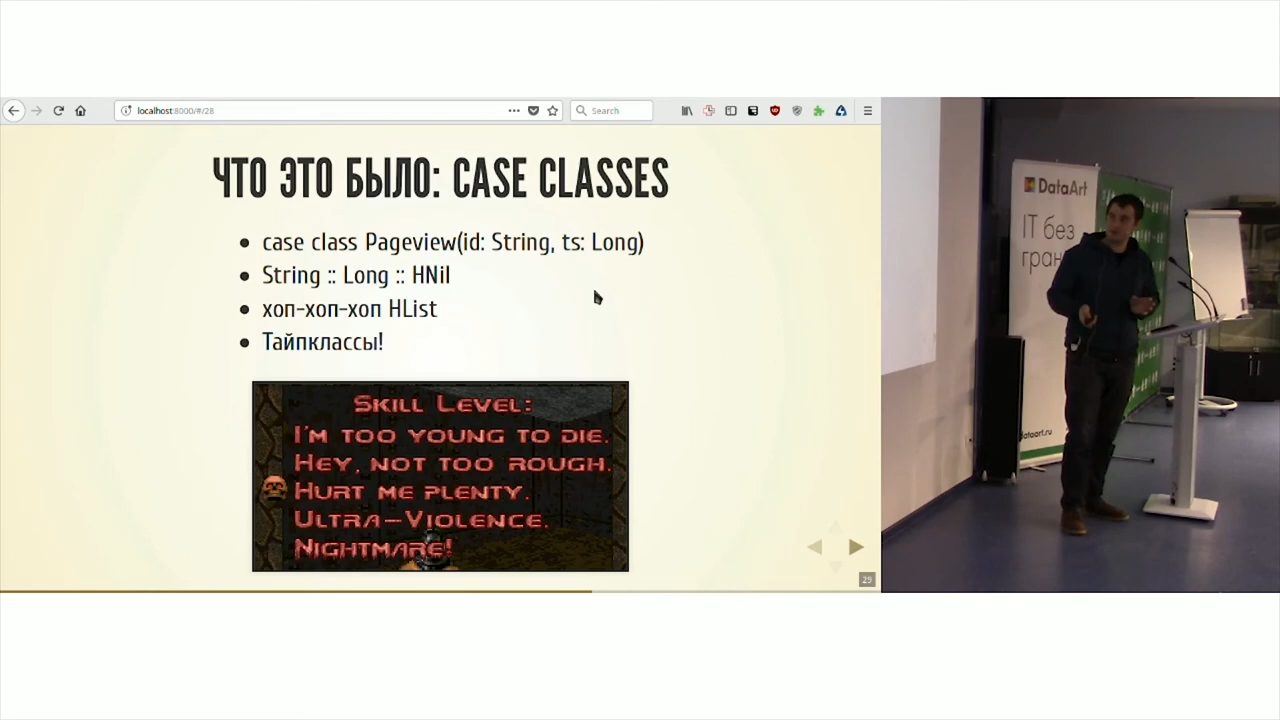 localhost:8000/#/28
Search
ЧТО ЭТО БЫЛО: CASE CLASSES
case class Pageview(id: String, ts: Long)
String :: Long :: HNil
хоп-хоп-хоп HList
Тайпклассы!
SKILL LEVEL:
I'M TOO YOUNG TO DIE.
HEY, NOT TOO ROUGH.
HURT ME PLENTY.
ULTRA-VIOLENCE.
NIGHTMARE!
29
DataArt
IT без
гран
dataart.ru